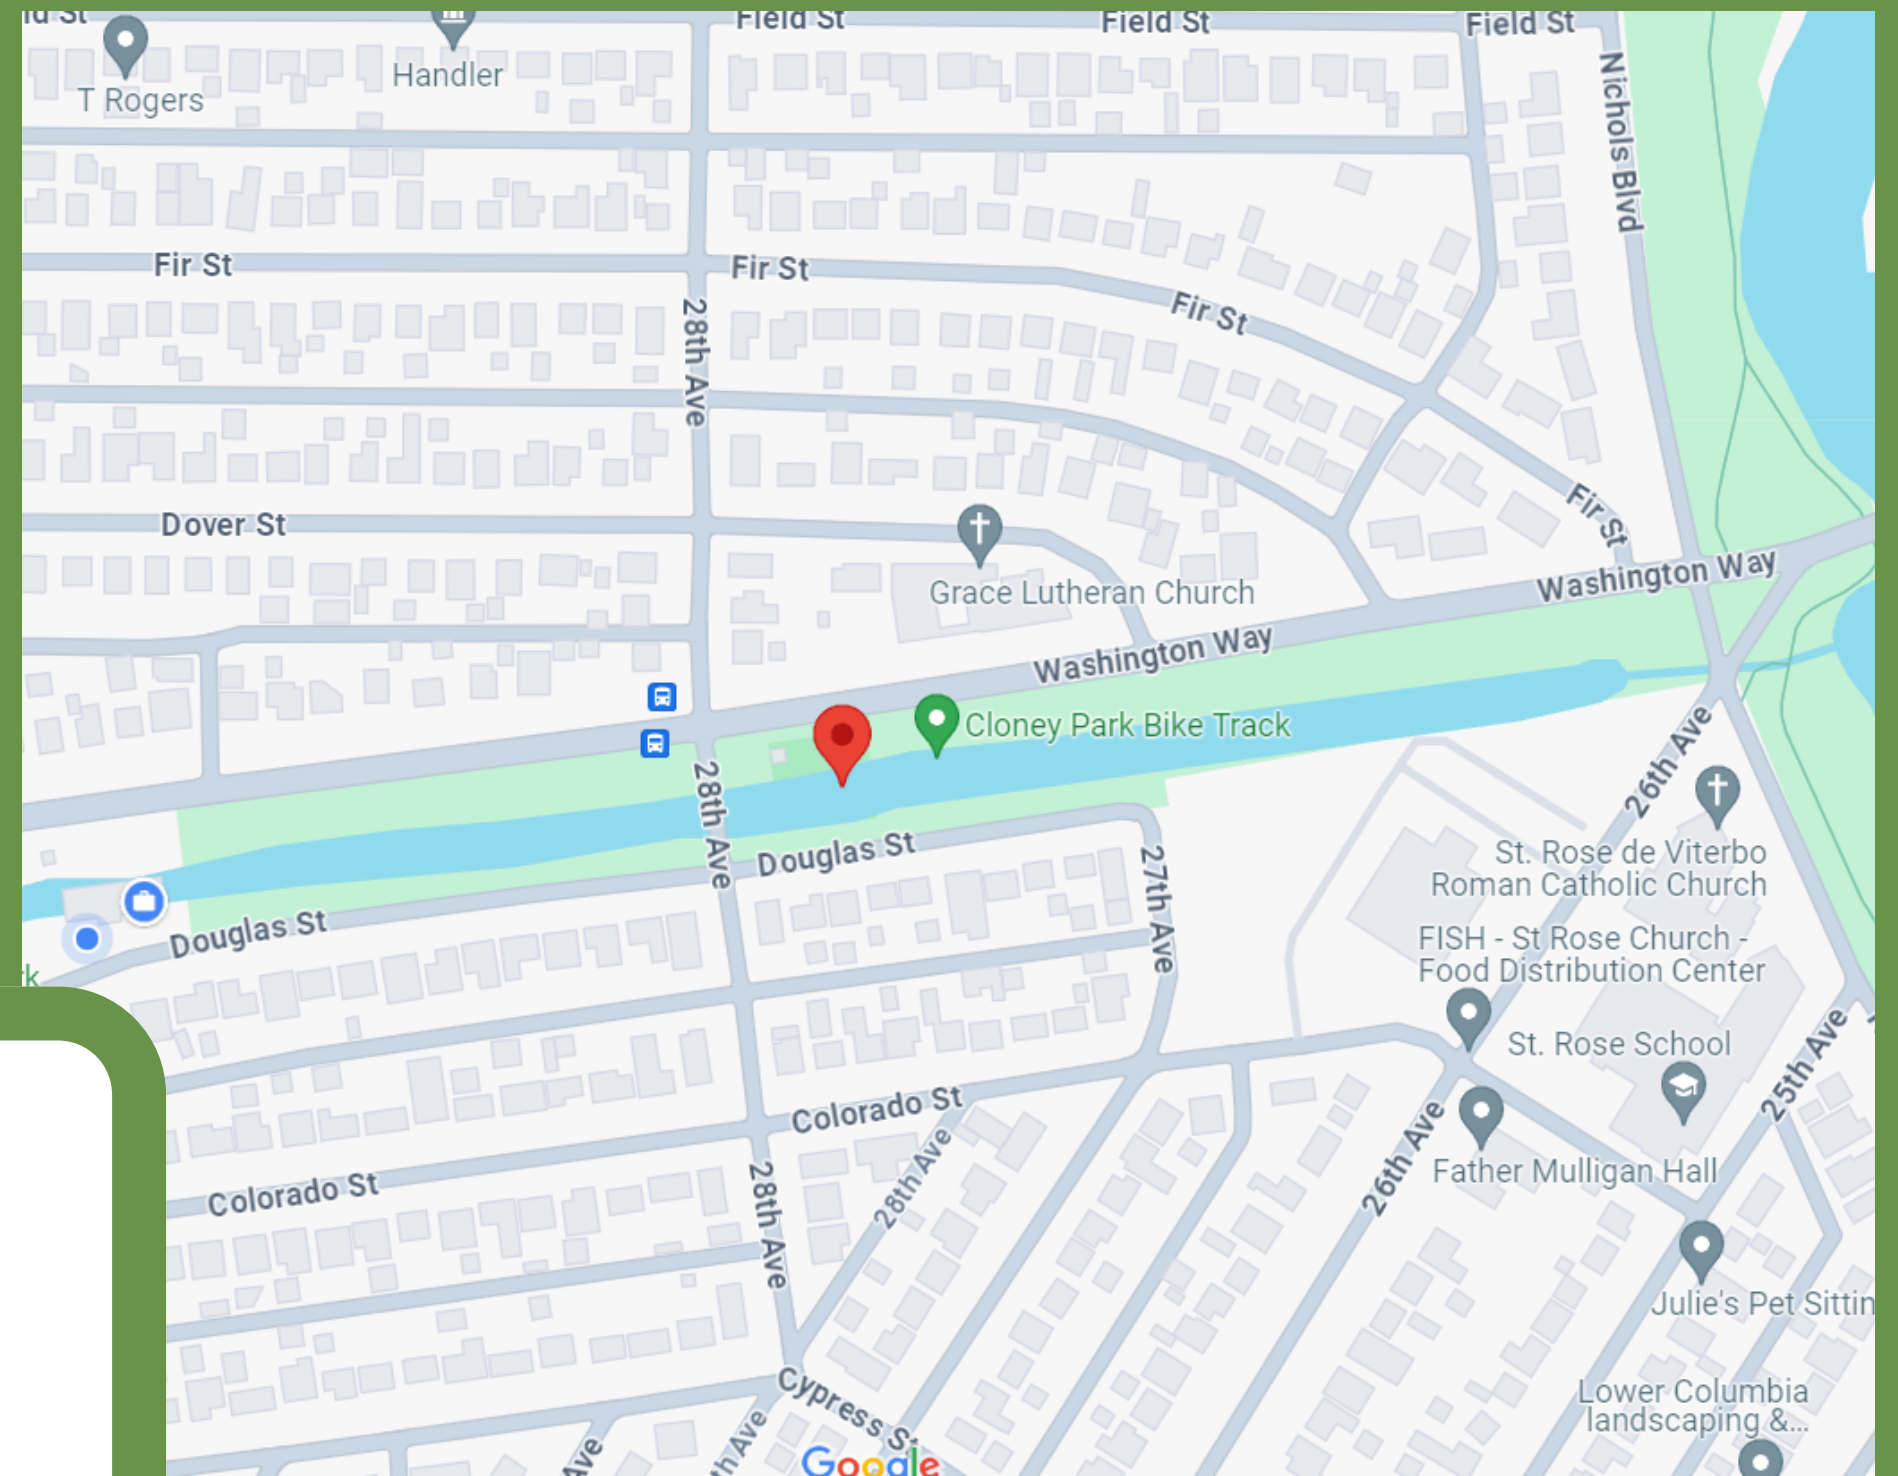 Field St
Field St
Field St
Nichols Blvd
T Rogers
Handler
Fir St
Fir St
Fir St
28th Ave
Fir St
Dover St
Grace Lutheran Church
Washington Way
Washington Way
Cloney Park Bike Track
28th Ave
26th Ave
Douglas St
27th Ave
St. Rose de Viterbo
Roman Catholic Church
Douglas St
FISH - St Rose Church -
Food Distribution Center
St. Rose School
25th Ave
Colorado St
28th Ave
26th Ave
Father Mulligan Hall
Colorado St
28th Ave
Julie's Pet Sittin
Cypress St
Lower Columbia
landscaping &...
Ave
Google